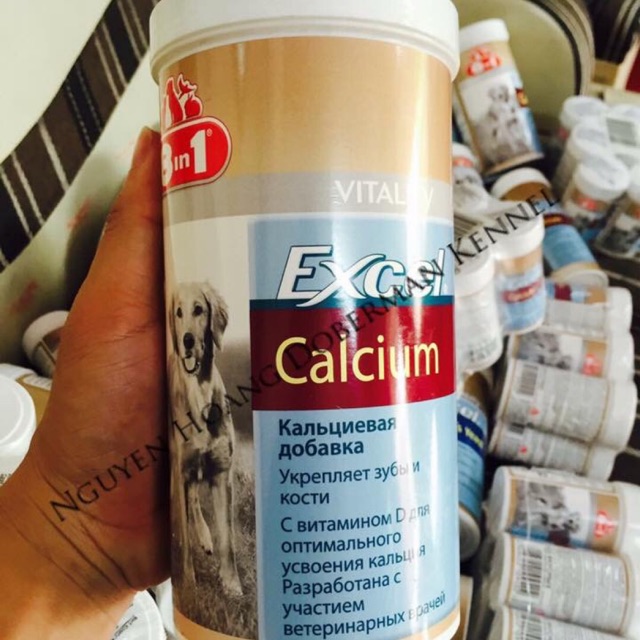 8in1
VITALITY
Excel
Calcium
Кальциевая
добавка
Укрепляет зубы и
кости
С витамином D для
оптимального
усвоения кальция
Разработана с
участием
ветеринарных врачей
NGUYEN HOANG DOBERMAN KENNEL
8in1